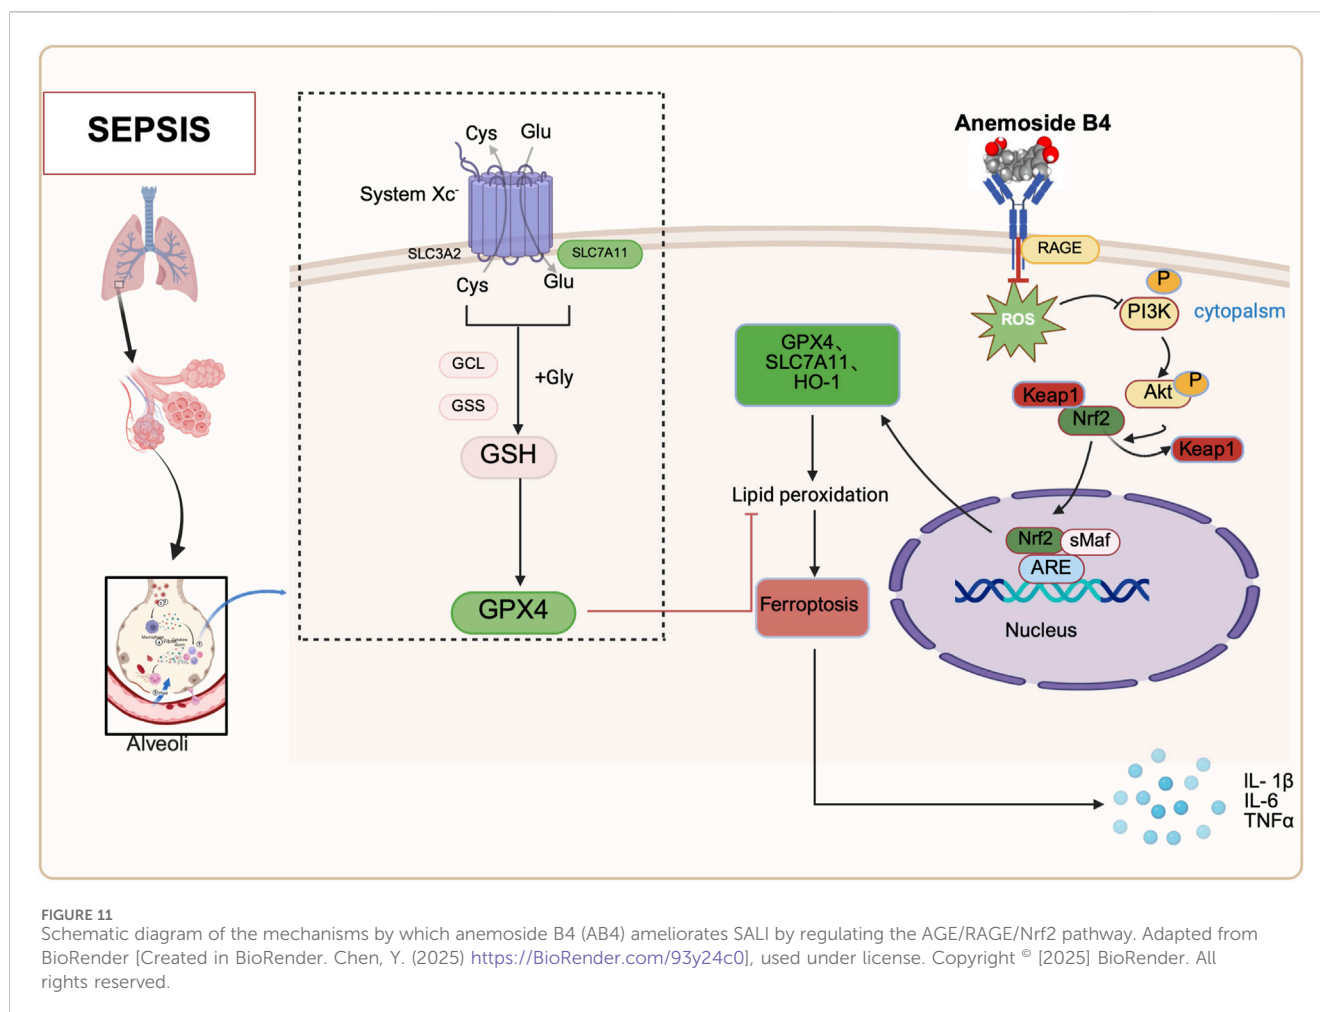 SEPSIS
Alveoli
Cys
Glu
System Xc⁻
SLC3A2
SLC7A11
Cys
Glu
GCL
+Gly
GSS
GSH
GPX4
GPX4、
SLC7A11、
HO-1
Lipid peroxidation
Ferroptosis
Anemoside B4
RAGE
ROS
P
PI3K
cytopalsm
P
Akt
Keap1
Nrf2
Keap1
Nrf2
sMaf
ARE
Nucleus
IL- 1β
IL-6
TNFα
FIGURE 11
Schematic diagram of the mechanisms by which anemoside B4 (AB4) ameliorates SALI by regulating the AGE/RAGE/Nrf2 pathway. Adapted from
BioRender [Created in BioRender. Chen, Y. (2025) https://BioRender.com/93y24c0], used under license. Copyright © [2025] BioRender. All
rights reserved.